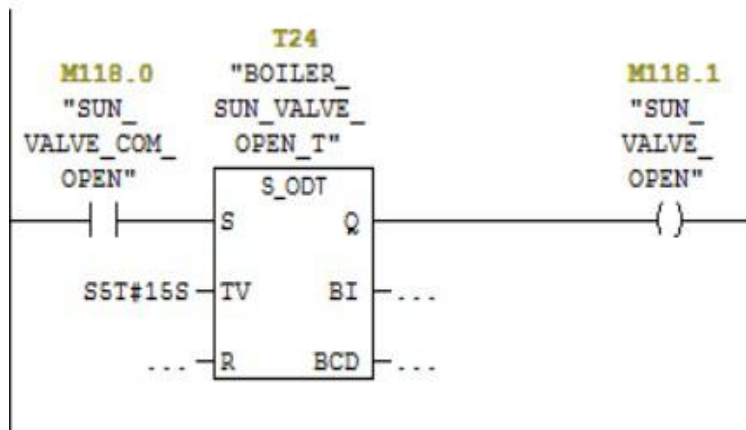 T24
M118.0 "BOILER_ M118.1
"SUN_ SUN_VALVE_ "SUN_
VALVE_COM_ OPEN_T" VALVE_
OPEN" S_ODT OPEN"
S Q
S5T#15S TV BI ...
... R BCD ...